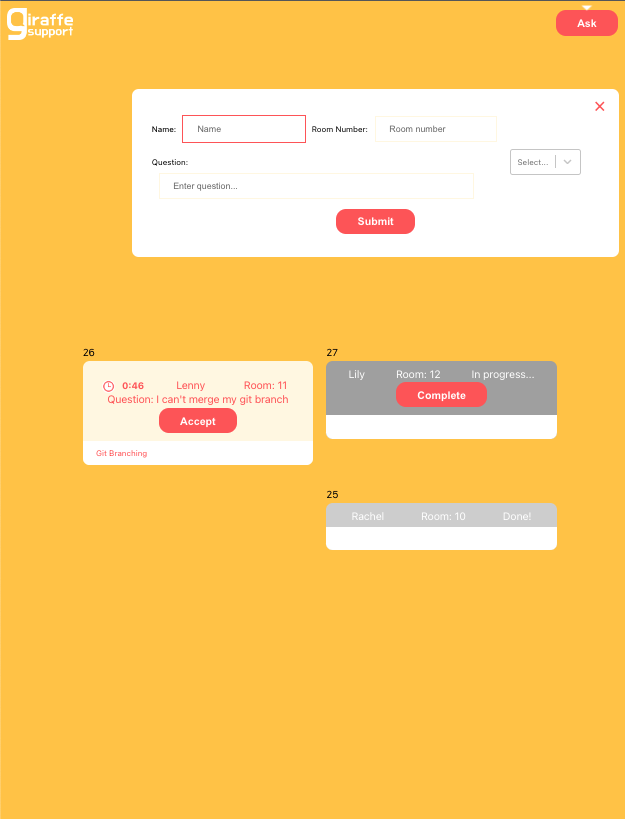 giraffe
support
Ask
Name: Name Room Number: Room number
Question: Select...
Enter question...
Submit
26
0:46 Lenny Room: 11
Question: I can't merge my git branch
Accept
Git Branching
27
Lily Room: 12 In progress...
Complete
25
Rachel Room: 10 Done!